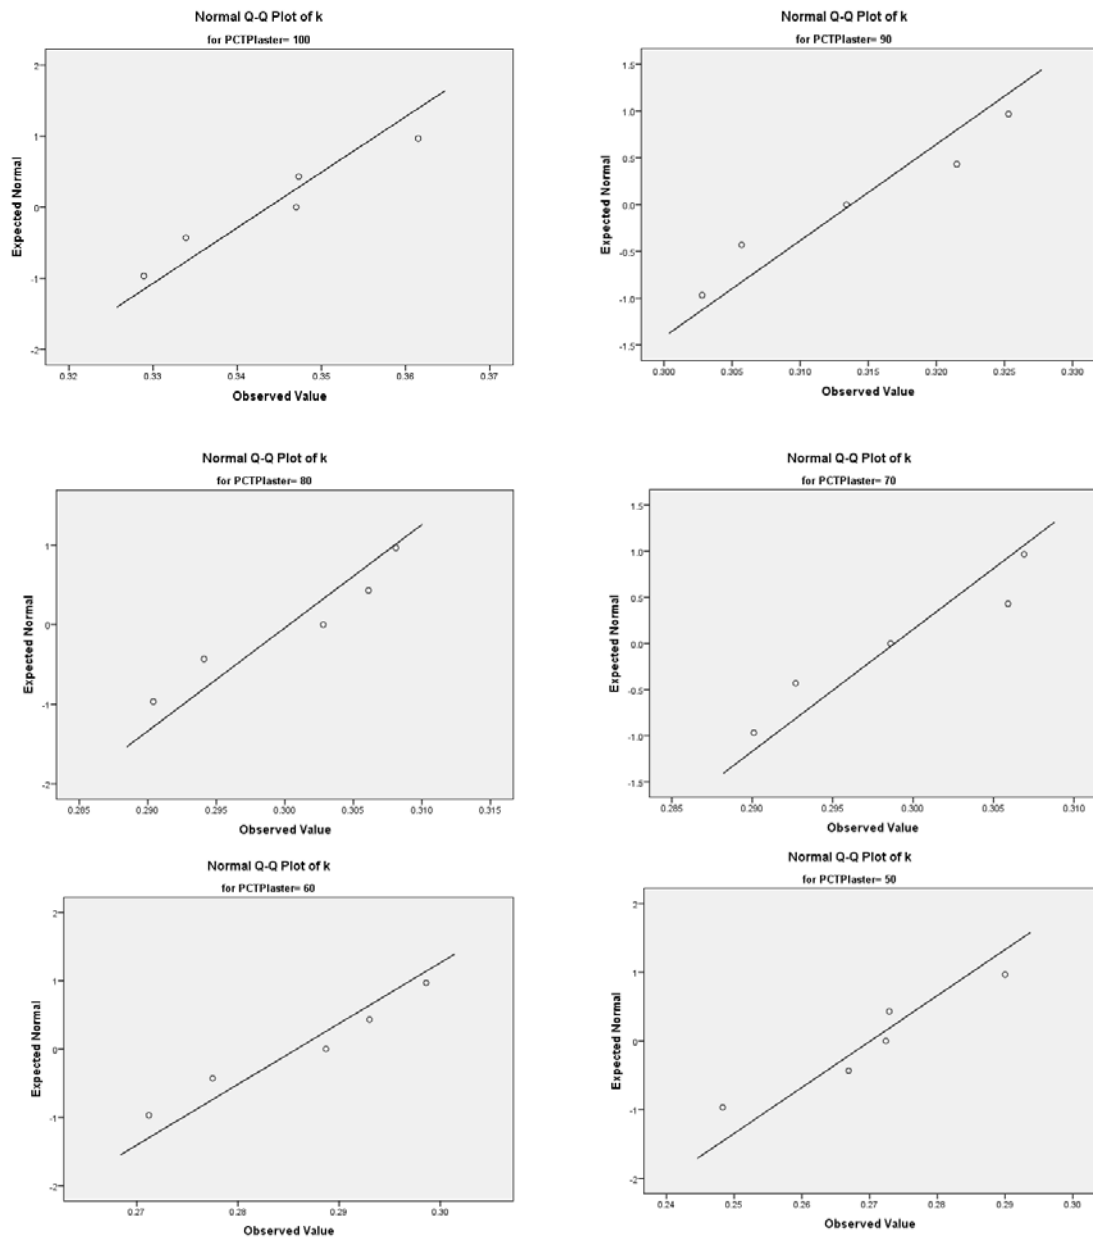 Normal Q-Q Plot of k
for PCTPlaster= 100
Expected Normal
2
1
0
-1
-2
0.32 0.33 0.34 0.35 0.36 0.37
Observed Value
Normal Q-Q Plot of k
for PCTPlaster= 90
Expected Normal
1.5
1.0
0.5
0.0
-0.5
-1.0
-1.5
0.300 0.305 0.310 0.315 0.320 0.325 0.330
Observed Value
Normal Q-Q Plot of k
for PCTPlaster= 80
Expected Normal
1
0
-1
-2
0.285 0.290 0.295 0.300 0.305 0.310 0.315
Observed Value
Normal Q-Q Plot of k
for PCTPlaster= 70
Expected Normal
1.5
1.0
0.5
0.0
-0.5
-1.0
-1.5
0.285 0.290 0.295 0.300 0.305 0.310
Observed Value
Normal Q-Q Plot of k
for PCTPlaster= 60
Expected Normal
2
1
0
-1
-2
0.27 0.28 0.29 0.30
Observed Value
Normal Q-Q Plot of k
for PCTPlaster= 50
Expected Normal
2
1
0
-1
-2
0.24 0.25 0.26 0.27 0.28 0.29 0.30
Observed Value